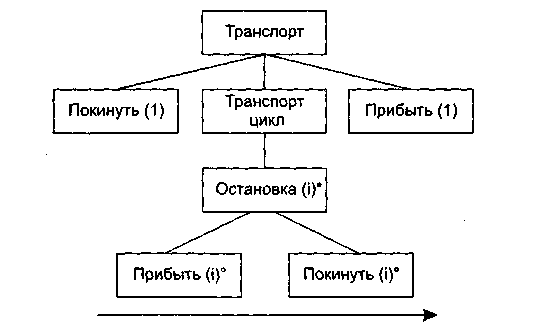 Транспорт
Покинуть (1)
Транспорт
цикл
Прибыть (1)
Остановка (i)*
Прибыть (i)°
Покинуть (i)°